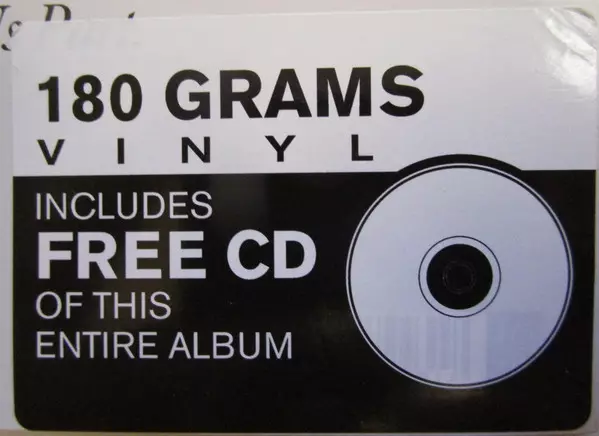 180 GRAMS
VINYL
INCLUDES
FREE CD
OF THIS
ENTIRE ALBUM